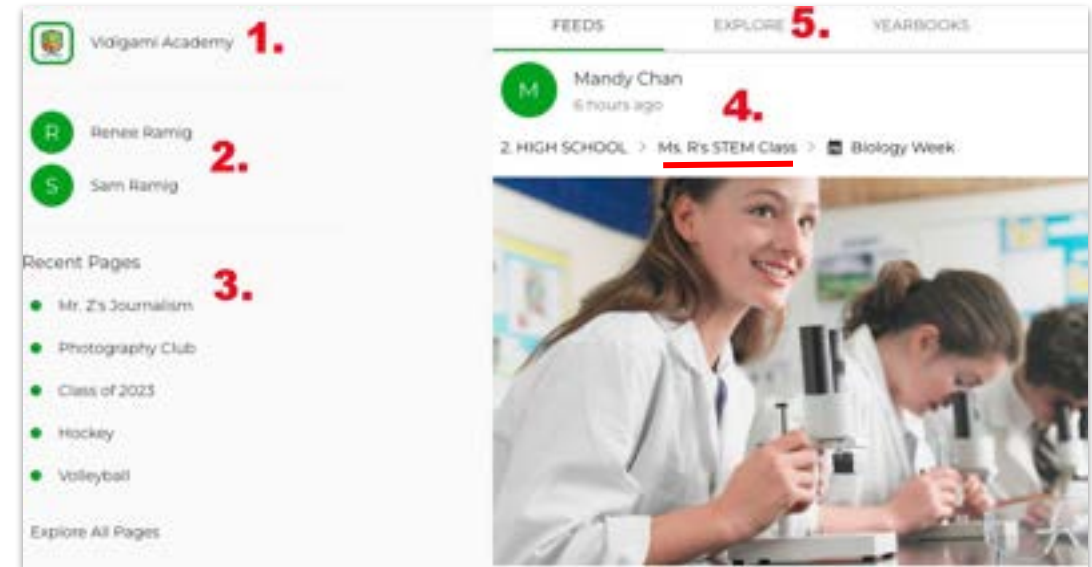 Vidigami Academy 1.
R Renee Ramig
2.
S Sam Ramig
Recent Pages
3.
Mr. Z's Journalism
Photography Club
Class of 2023
Hockey
Volleyball
Explore All Pages
FEEDS EXPLORE 5. YEARBOOKS
M Mandy Chan
6 hours ago
4.
2. HIGH SCHOOL > Ms. R's STEM Class > Biology Week